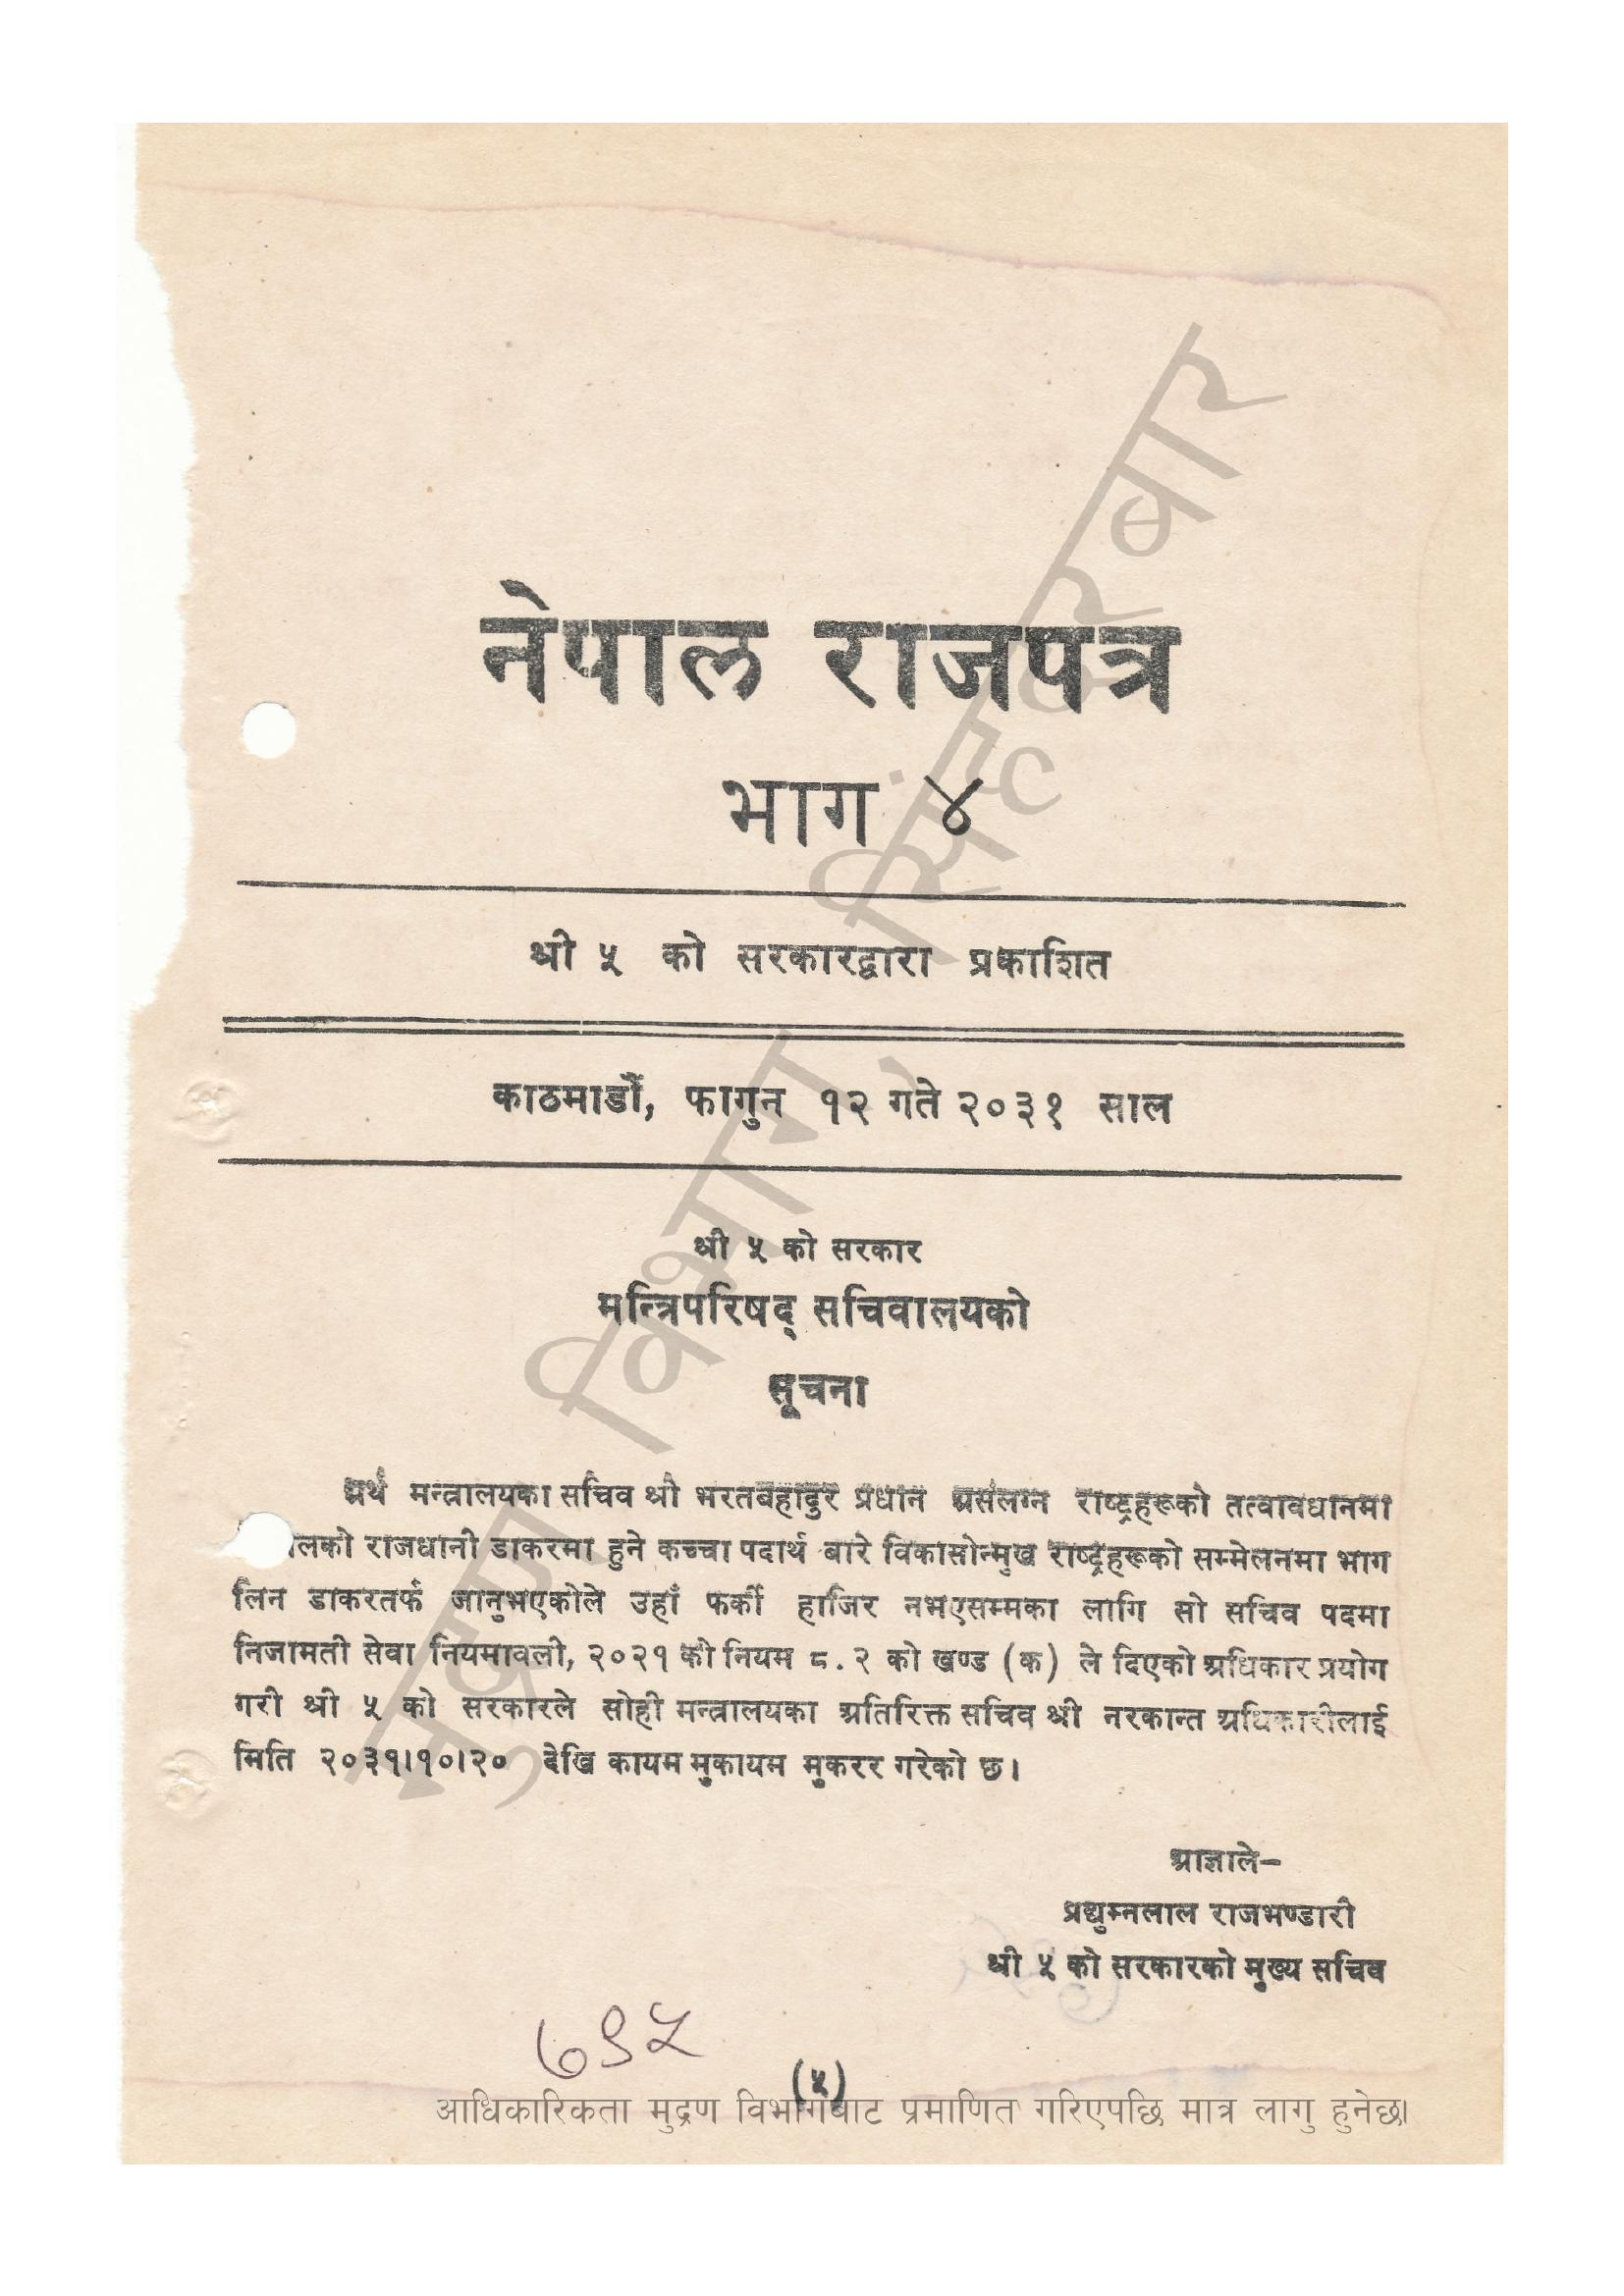 नेपाल राजपत्र
भाग ४
श्री ५ को सरकारद्वारा प्रकाशित
काठमाडौं, फागुन १२ गते २०३१ साल
श्री ५ को सरकार
मन्त्रिपरिषद् सचिवालयको
सूचना
अर्थ मन्त्रालयका सचिव श्री भरतबहादुर प्रधान असंलग्न राष्ट्रहरूको तत्वावधानमा
राजधानी डाकरमा हुने कच्चा पदार्थ बारे विकासोन्मुख राष्ट्रहरूको सम्मेलनमा भाग
लिन डाकरतर्फ जानुभएकोले उहाँ फर्की हाजिर नभएसम्मका लागि सो सचिव पदमा
निजामती सेवा नियमावली, २०२१ को नियम ८.२ को खण्ड (क) ले दिएको अधिकार प्रयोग
गरी श्री ५ को सरकारले सोही मन्त्रालयका अतिरिक्त सचिव श्री नरकान्त अधिकारीलाई
मिति २०३१।१०।२० देखि कायम मुकायम मुकरर गरेको छ।
आज्ञाले–
प्रद्युम्नलाल राजभण्डारी
श्री ५ को सरकारको मुख्य सचिव
७९५
(५)
आधिकारिकता मुद्रण विभागबाट प्रमाणित गरिएपछि मात्र लागु हुनेछ।
मुद्रण विभाग, सिंहदरबार